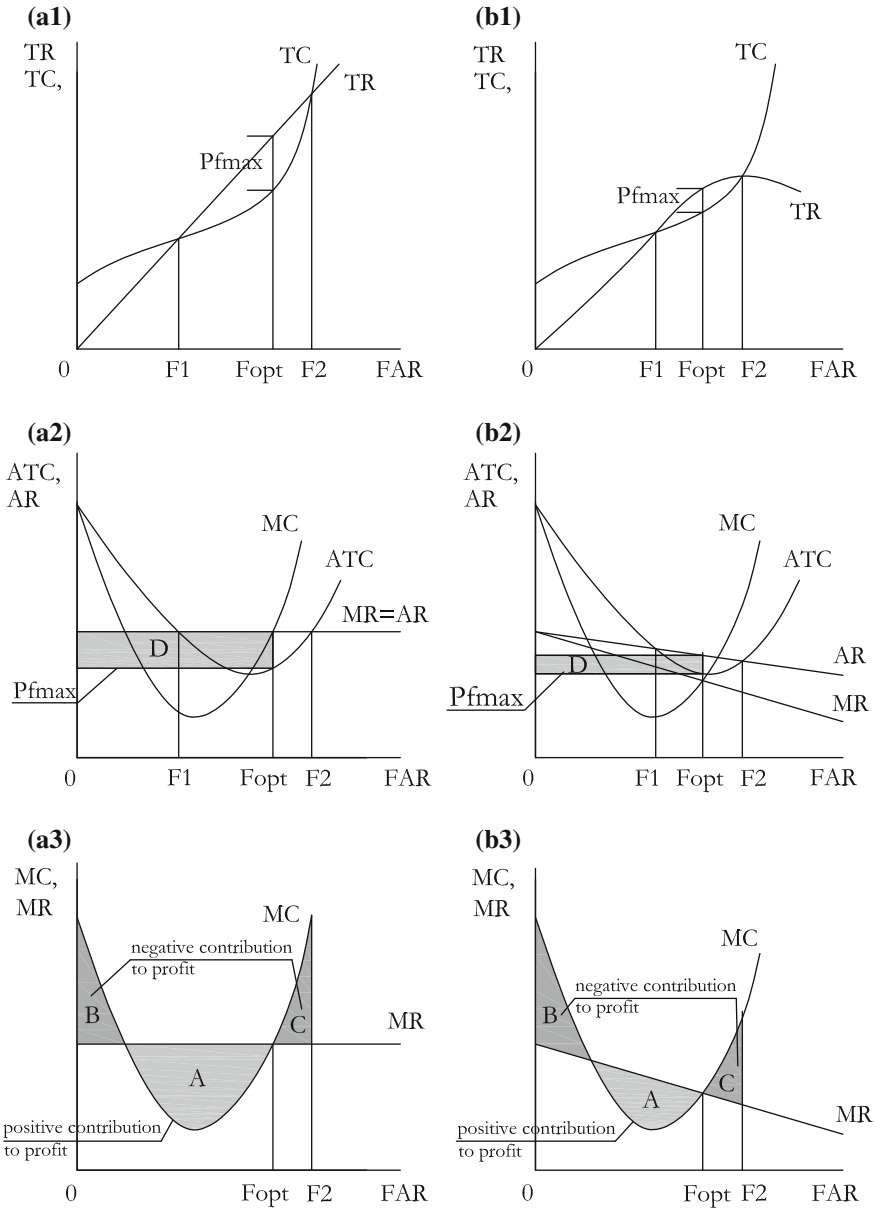 (a1)
TR
TC,
TC
TR
Pfmax
0
F1
Fopt
F2
FAR
(b1)
TR
TC,
TC
Pfmax
TR
0
F1
Fopt
F2
FAR
(a2)
ATC,
AR
MC
ATC
MR=AR
D
Pfmax
0
F1
Fopt
F2
FAR
(b2)
ATC,
AR
MC
ATC
D
AR
Pfmax
MR
0
F1
Fopt
F2
FAR
(a3)
MC,
MR
MC
negative contribution
to profit
B
C
MR
A
positive contribution
to profit
0
Fopt
F2
FAR
(b3)
MC,
MR
MC
negative contribution
to profit
B
C
A
MR
positive contribution
to profit
0
Fopt
F2
FAR